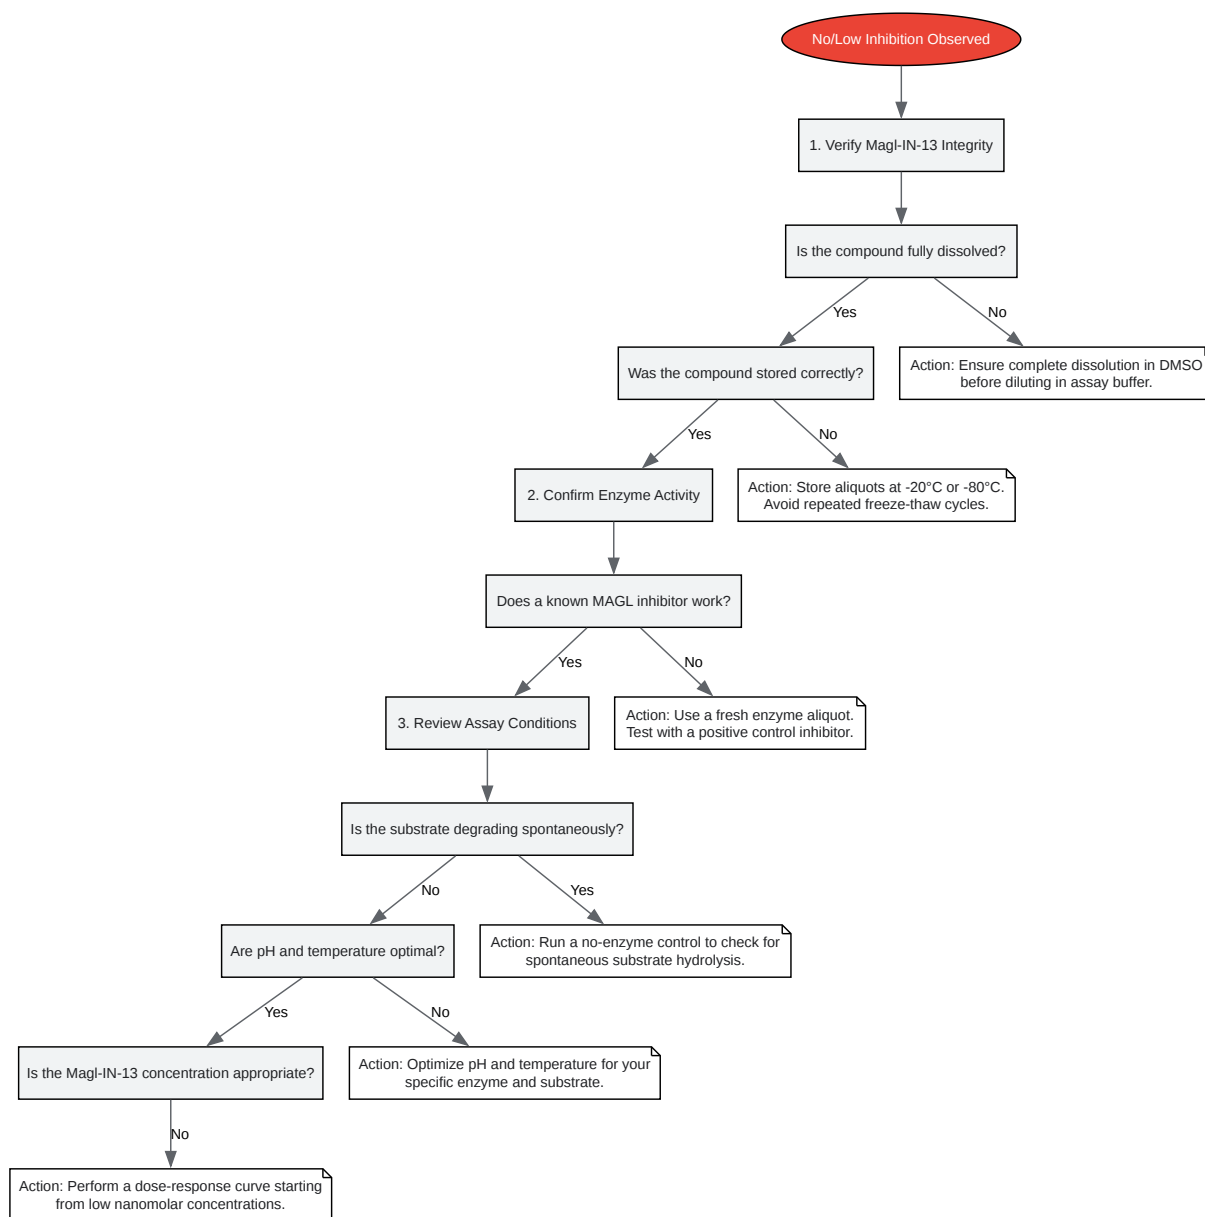 No/Low Inhibition Observed
1. Verify Magl-IN-13 Integrity
Is the compound fully dissolved?
Yes
No
Was the compound stored correctly?
Action: Ensure complete dissolution in DMSO
before diluting in assay buffer.
Yes
No
2. Confirm Enzyme Activity
Action: Store aliquots at -20°C or -80°C.
Avoid repeated freeze-thaw cycles.
Does a known MAGL inhibitor work?
Yes
No
3. Review Assay Conditions
Action: Use a fresh enzyme aliquot.
Test with a positive control inhibitor.
Is the substrate degrading spontaneously?
No
Yes
Are pH and temperature optimal?
Action: Run a no-enzyme control to check for
spontaneous substrate hydrolysis.
Yes
No
Is the Magl-IN-13 concentration appropriate?
Action: Optimize pH and temperature for your
specific enzyme and substrate.
No
Action: Perform a dose-response curve starting
from low nanomolar concentrations.